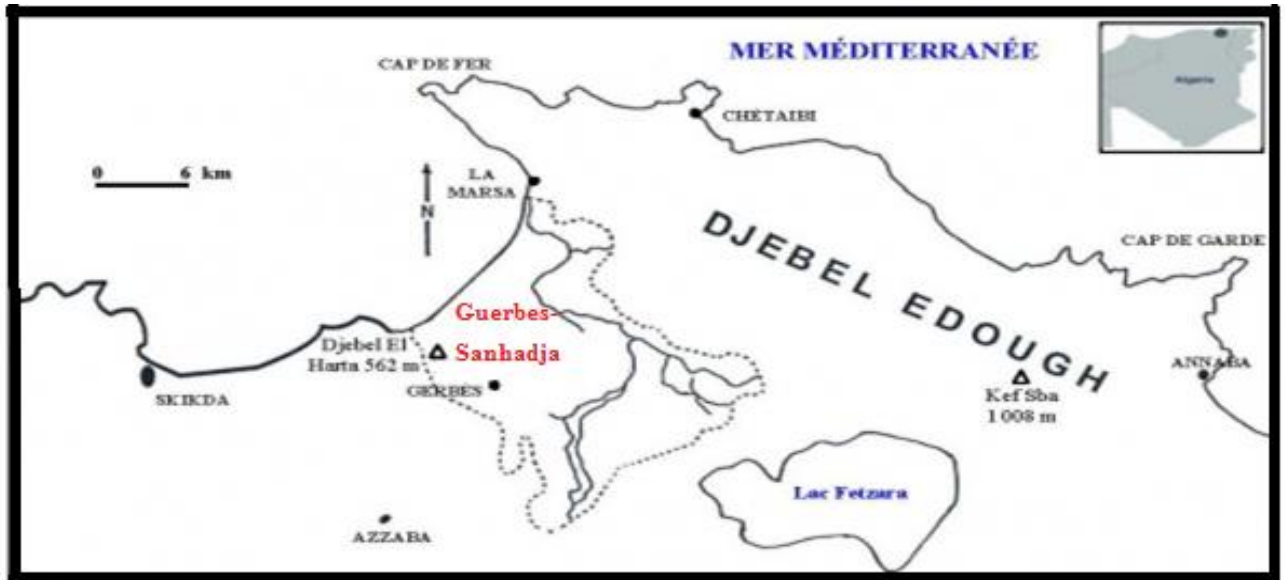 MER MÉDITERRANÉE
Algeria
CAP DE FER
CHETAIBI
0 6 km
LA
MARSA
N
DJEBEL EDOUGH
CAP DE GARDE
Guerbes-
Sanhadja
Djebel El
Harta 562 m
GERBES
SKIKDA
ANNABA
Kef Sba
1 008 m
Lac Fetzara
AZZABA